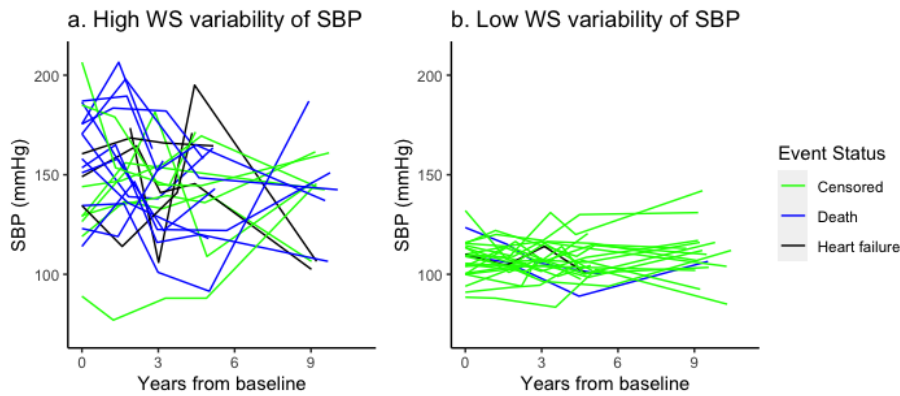 a. High WS variability of SBP
b. Low WS variability of SBP
200
150
100
SBP (mmHg)
0 3 6 9
Years from baseline
200
150
100
SBP (mmHg)
0 3 6 9
Years from baseline
Event Status
Censored
Death
Heart failure